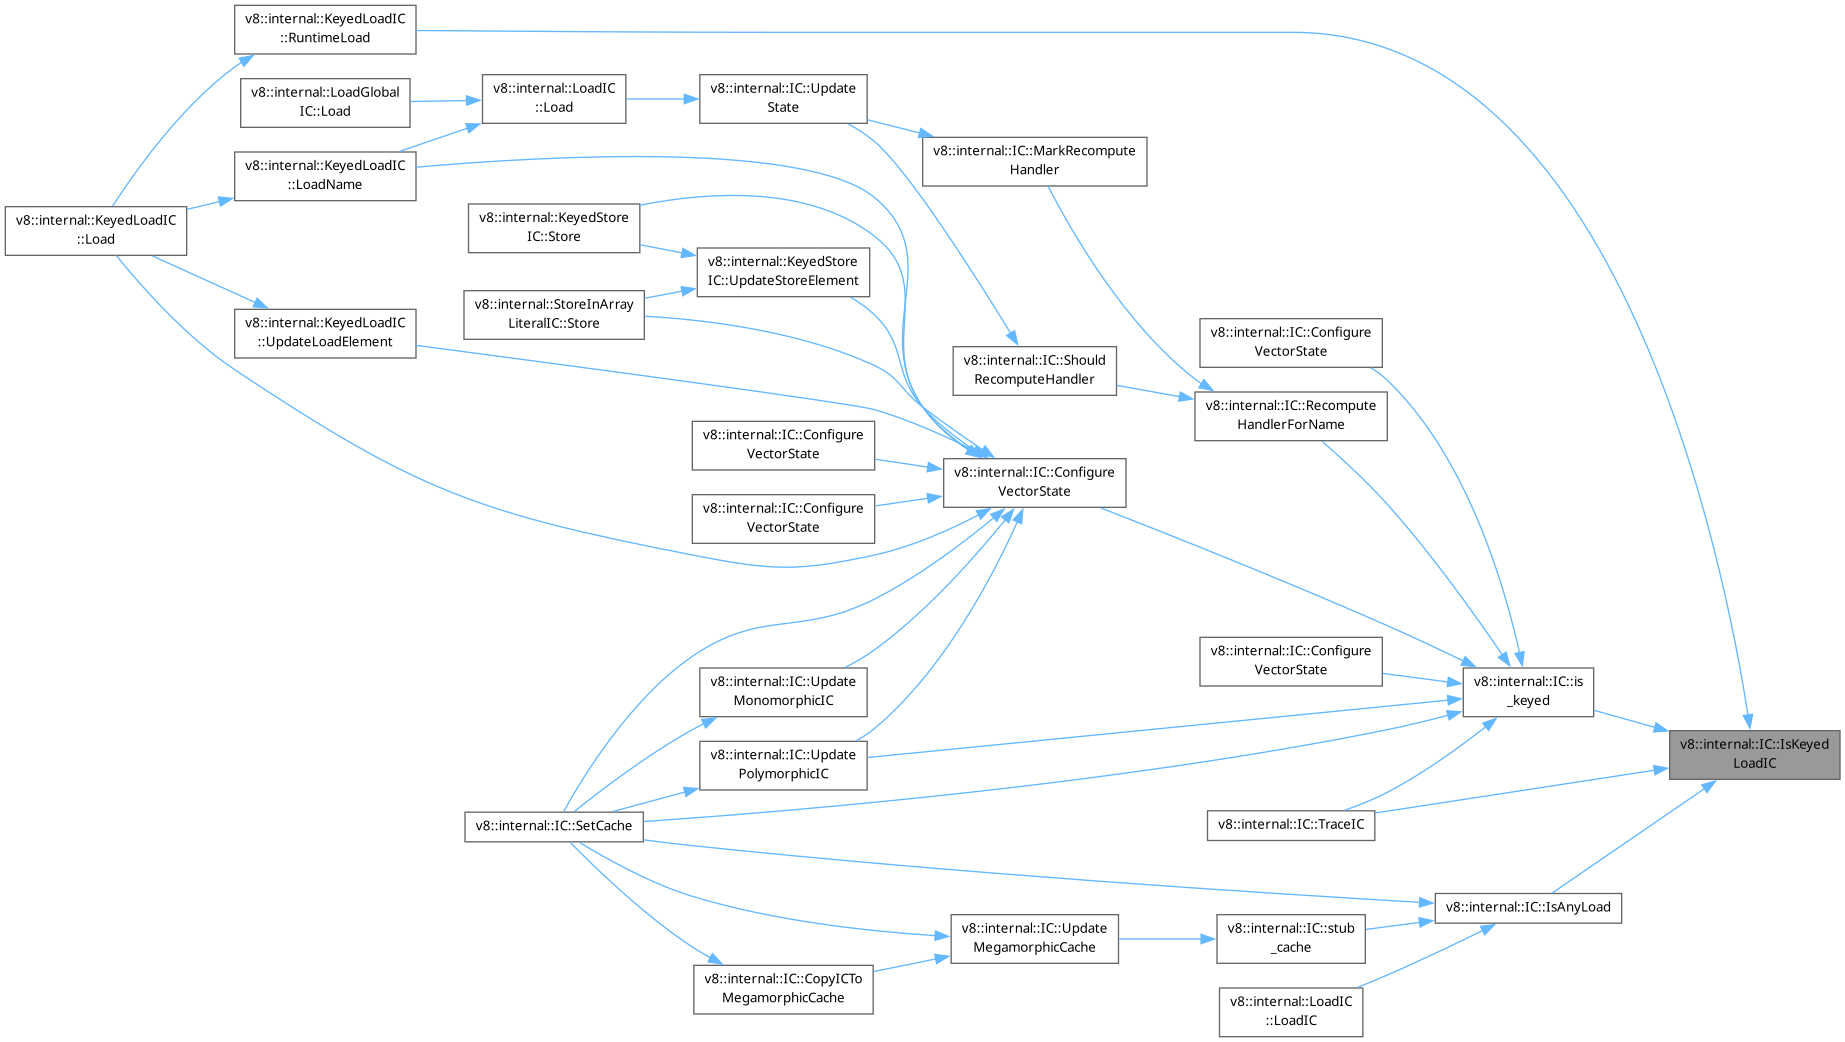 v8::internal::KeyedLoadIC
::RuntimeLoad
v8::internal::LoadGlobal
IC::Load
v8::internal::LoadIC
::Load
v8::internal::IC::Update
State
v8::internal::IC::MarkRecompute
Handler
v8::internal::KeyedLoadIC
::LoadName
v8::internal::KeyedLoadIC
::Load
v8::internal::KeyedStore
IC::Store
v8::internal::KeyedStore
IC::UpdateStoreElement
v8::internal::StoreInArray
LiteralIC::Store
v8::internal::KeyedLoadIC
::UpdateLoadElement
v8::internal::IC::Configure
VectorState
v8::internal::IC::Should
RecomputeHandler
v8::internal::IC::Recompute
HandlerForName
v8::internal::IC::Configure
VectorState
v8::internal::IC::Configure
VectorState
v8::internal::IC::Configure
VectorState
v8::internal::IC::Configure
VectorState
v8::internal::IC::Update
MonomorphicIC
v8::internal::IC::is
_keyed
v8::internal::IC::IsKeyed
LoadIC
v8::internal::IC::Update
PolymorphicIC
v8::internal::IC::SetCache
v8::internal::IC::TraceIC
v8::internal::IC::IsAnyLoad
v8::internal::IC::Update
MegamorphicCache
v8::internal::IC::stub
_cache
v8::internal::IC::CopyICTo
MegamorphicCache
v8::internal::LoadIC
::LoadIC